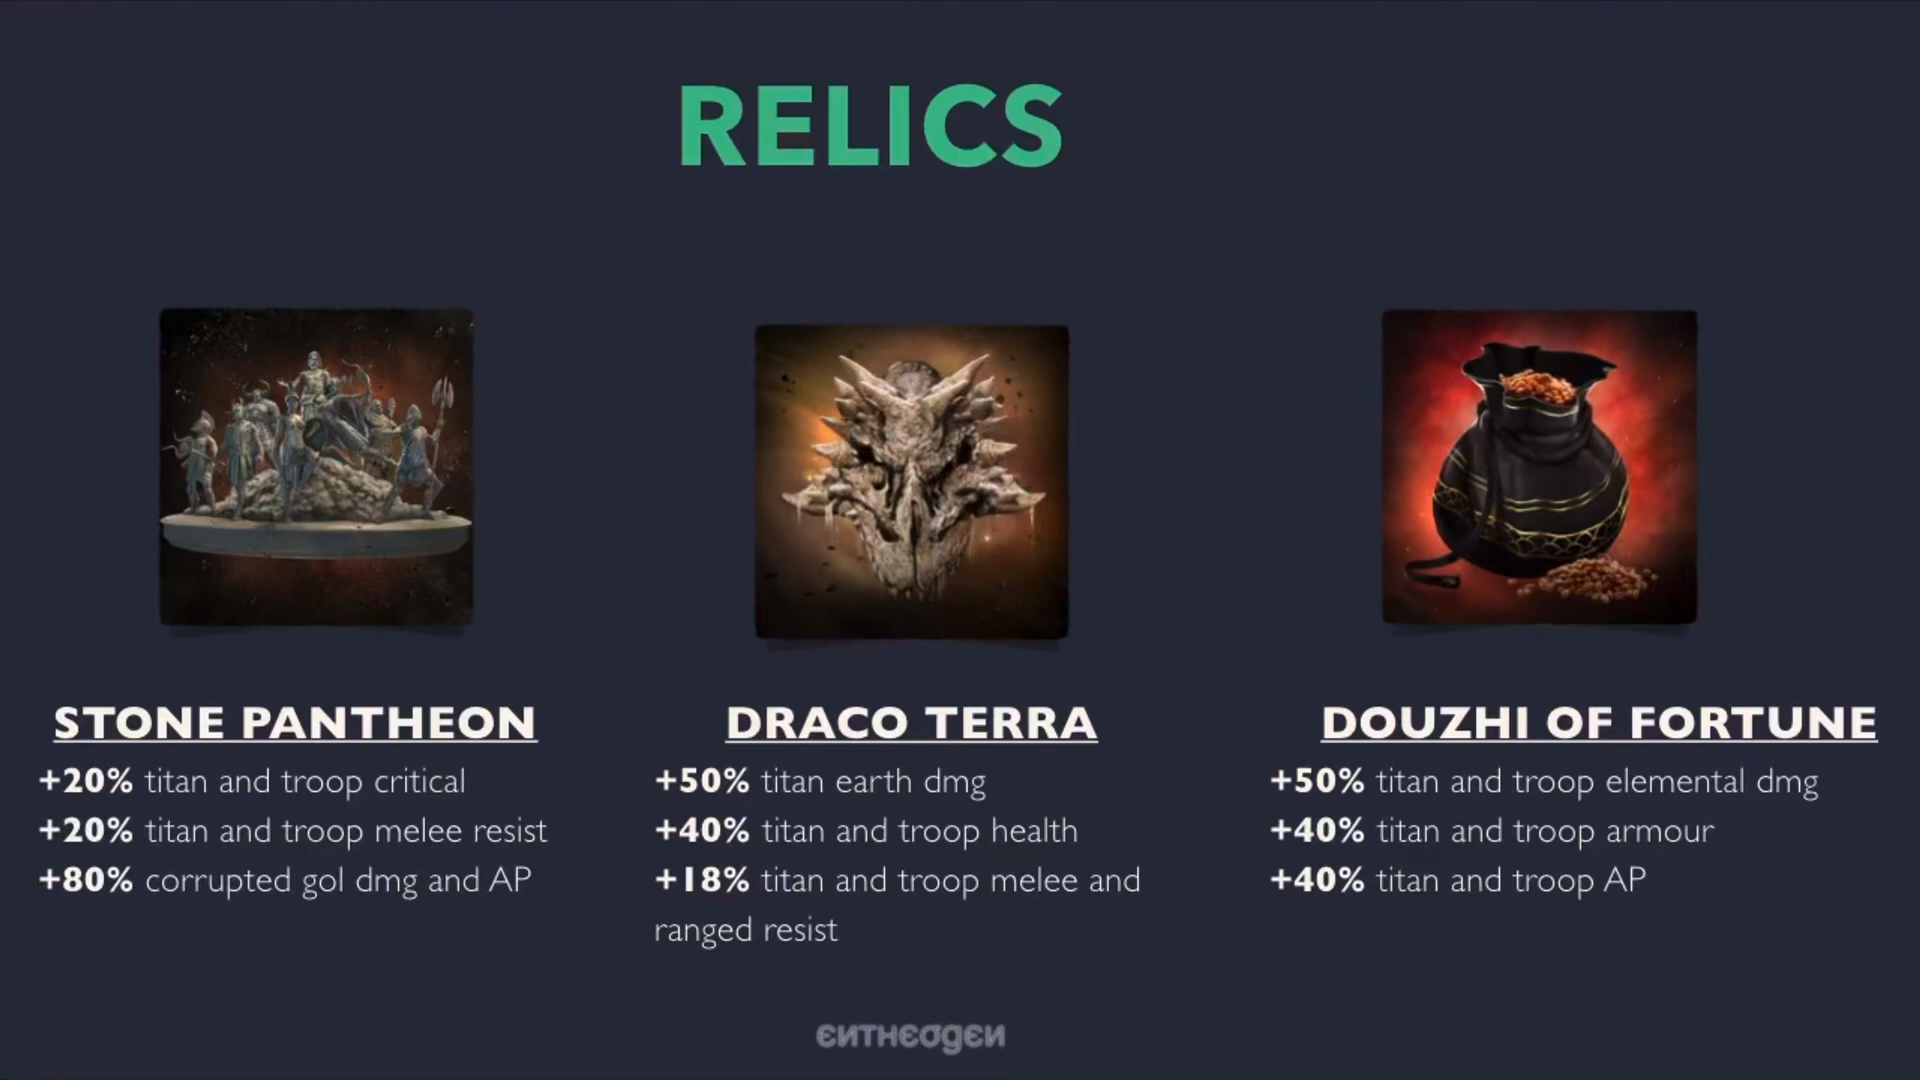 RELICS
STONE PANTHEON
+20% titan and troop critical
+20% titan and troop melee resist
+80% corrupted gol dmg and AP
DRACO TERRA
+50% titan earth dmg
+40% titan and troop health
+18% titan and troop melee and
ranged resist
DOUZHI OF FORTUNE
+50% titan and troop elemental dmg
+40% titan and troop armour
+40% titan and troop AP
єитнєσgєи